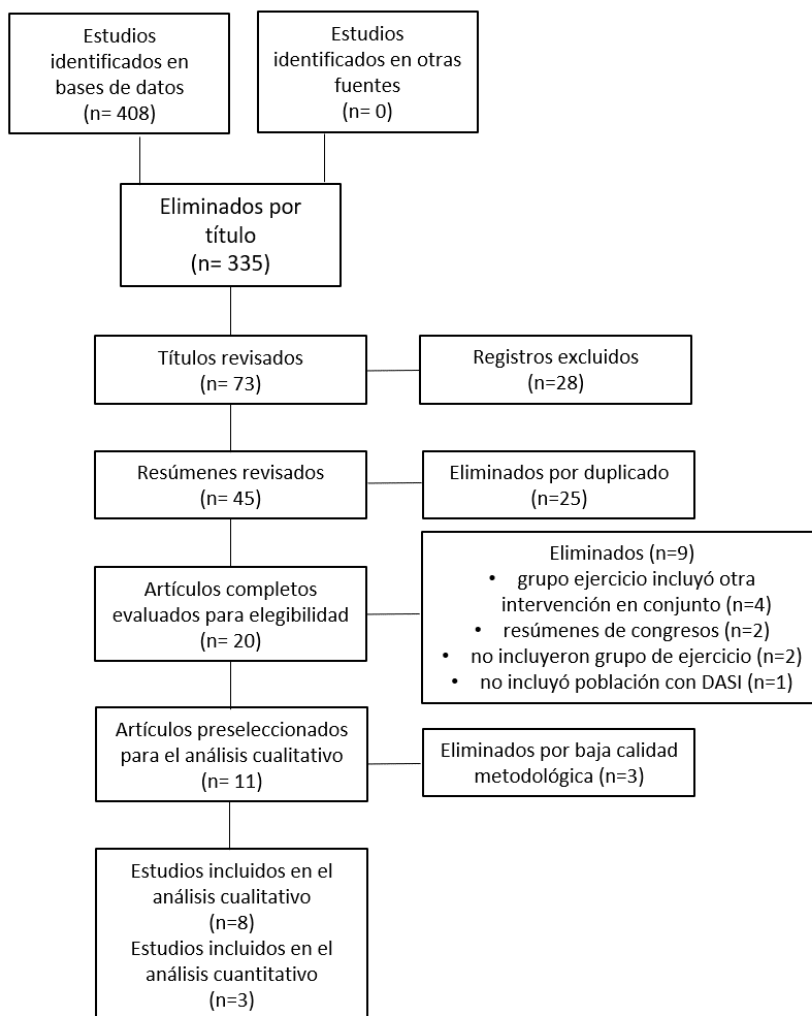 Estudios
identificados en
bases de datos
(n= 408)
Estudios
identificados en otras
fuentes
(n= 0)
Eliminados por
título
(n= 335)
Títulos revisados
(n= 73)
Registros excluidos
(n=28)
Resúmenes revisados
(n= 45)
Eliminados por duplicado
(n=25)
Artículos completos
evaluados para elegibilidad
(n= 20)
Eliminados (n=9)
• grupo ejercicio incluyó otra
intervención en conjunto (n=4)
• resúmenes de congresos (n=2)
• no incluyeron grupo de ejercicio (n=2)
• no incluyó población con DASI (n=1)
Artículos preseleccionados
para el análisis cualitativo
(n= 11)
Eliminados por baja calidad
metodológica (n=3)
Estudios incluidos en el
análisis cualitativo
(n=8)
Estudios incluidos en el
análisis cuantitativo
(n=3)